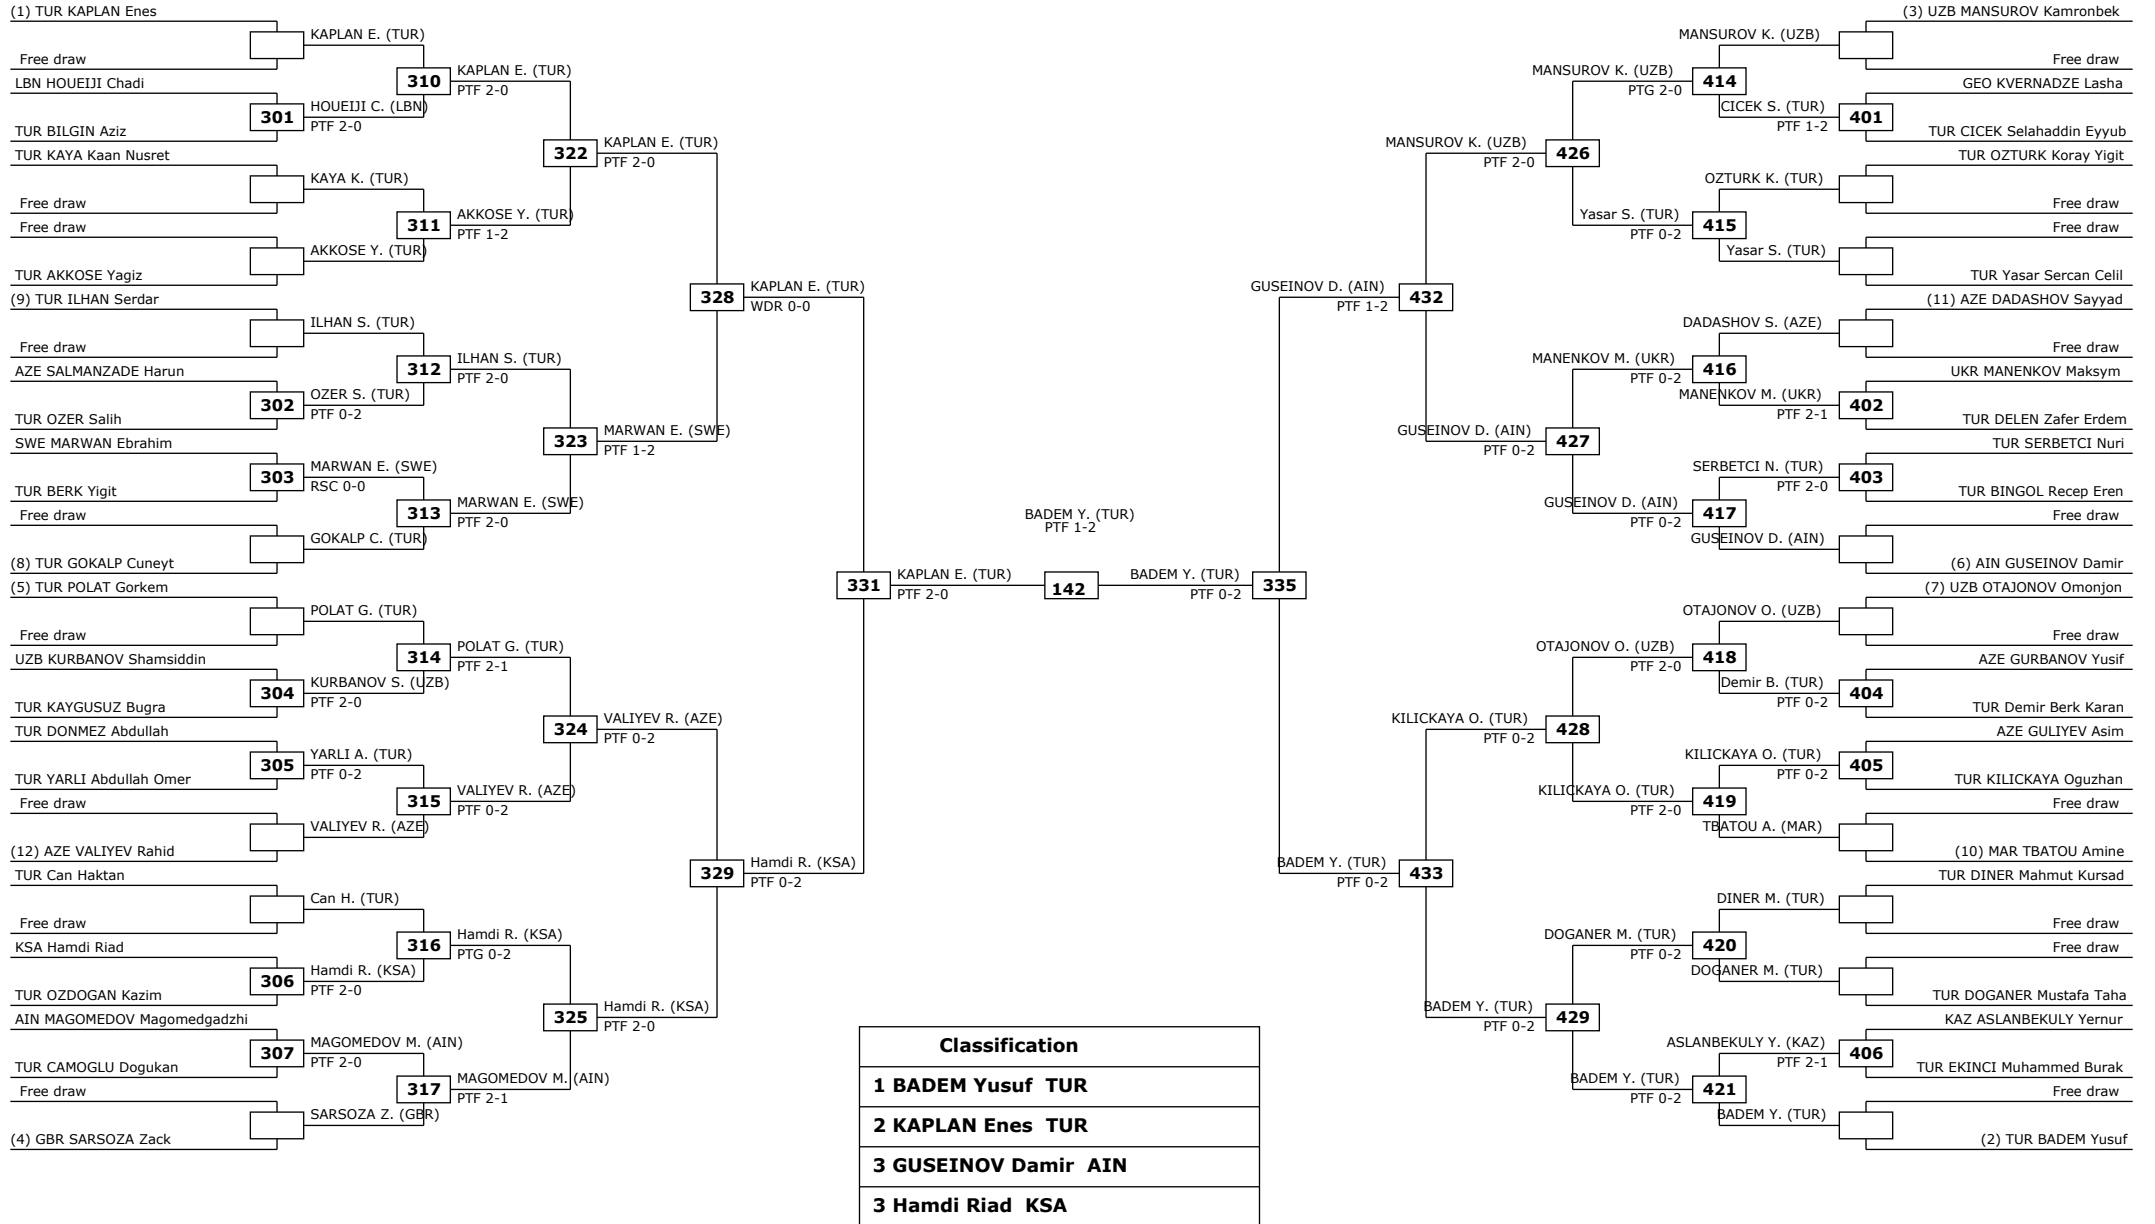 (1) TUR KAPLAN Enes
KAPLAN E. (TUR)
Free draw
310
KAPLAN E. (TUR)
PTF 2-0
LBN HOUEIJI Chadi
301
HOUEIJI C. (LBN)
PTF 2-0
TUR BILGIN Aziz
322
KAPLAN E. (TUR)
PTF 2-0
TUR KAYA Kaan Nusret
KAYA K. (TUR)
Free draw
311
AKKOSE Y. (TUR)
PTF 1-2
Free draw
AKKOSE Y. (TUR)
TUR AKKOSE Yagiz
328
KAPLAN E. (TUR)
WDR 0-0
(9) TUR ILHAN Serdar
ILHAN S. (TUR)
Free draw
312
ILHAN S. (TUR)
PTF 2-0
AZE SALMANZADE Harun
302
OZER S. (TUR)
PTF 0-2
TUR OZER Salih
323
MARWAN E. (SWE)
PTF 1-2
SWE MARWAN Ebrahim
303
MARWAN E. (SWE)
RSC 0-0
TUR BERK Yigit
313
MARWAN E. (SWE)
PTF 2-0
Free draw
GOKALP C. (TUR)
(8) TUR GOKALP Cuneyt
331
KAPLAN E. (TUR)
PTF 2-0
(5) TUR POLAT Gorkem
POLAT G. (TUR)
Free draw
314
POLAT G. (TUR)
PTF 2-1
UZB KURBANOV Shamsiddin
304
KURBANOV S. (UZB)
PTF 2-0
TUR KAYGUSUZ Bugra
324
VALIYEV R. (AZE)
PTF 0-2
TUR DONMEZ Abdullah
305
YARLI A. (TUR)
PTF 0-2
TUR YARLI Abdullah Omer
315
VALIYEV R. (AZE)
PTF 0-2
Free draw
VALIYEV R. (AZE)
(12) AZE VALIYEV Rahid
329
Hamdi R. (KSA)
PTF 0-2
TUR Can Haktan
Can H. (TUR)
Free draw
316
Hamdi R. (KSA)
PTG 0-2
KSA Hamdi Riad
306
Hamdi R. (KSA)
PTF 2-0
TUR OZDOGAN Kazim
325
Hamdi R. (KSA)
PTF 2-0
AIN MAGOMEDOV Magomedgadzhi
307
MAGOMEDOV M. (AIN)
PTF 2-0
TUR CAMOGLU Dogukan
317
MAGOMEDOV M. (AIN)
PTF 2-1
Free draw
SARSOZA Z. (GBR)
(4) GBR SARSOZA Zack
BADEM Y. (TUR)
PTF 1-2
142
(3) UZB MANSUROV Kamronbek
MANSUROV K. (UZB)
Free draw
MANSUROV K. (UZB)
PTG 2-0
414
GEO KVERNADZE Lasha
CICEK S. (TUR)
PTF 1-2
401
TUR CICEK Selahaddin Eyyub
MANSUROV K. (UZB)
PTF 2-0
426
TUR OZTURK Koray Yigit
OZTURK K. (TUR)
Free draw
Yasar S. (TUR)
PTF 0-2
415
Free draw
Yasar S. (TUR)
TUR Yasar Sercan Celil
GUSEINOV D. (AIN)
PTF 1-2
432
(11) AZE DADASHOV Sayyad
DADASHOV S. (AZE)
Free draw
MANENKOV M. (UKR)
PTF 0-2
416
UKR MANENKOV Maksym
MANENKOV M. (UKR)
PTF 2-1
402
TUR DELEN Zafer Erdem
GUSEINOV D. (AIN)
PTF 0-2
427
TUR SERBETCI Nuri
SERBETCI N. (TUR)
PTF 2-0
403
TUR BINGOL Recep Eren
GUSEINOV D. (AIN)
PTF 0-2
417
Free draw
GUSEINOV D. (AIN)
(6) AIN GUSEINOV Damir
BADEM Y. (TUR)
PTF 0-2
335
(7) UZB OTAJONOV Omonjon
OTAJONOV O. (UZB)
Free draw
OTAJONOV O. (UZB)
PTF 2-0
418
AZE GURBANOV Yusif
Demir B. (TUR)
PTF 0-2
404
TUR Demir Berk Karan
KILICKAYA O. (TUR)
PTF 0-2
428
AZE GULIYEV Asim
KILICKAYA O. (TUR)
PTF 0-2
405
TUR KILICKAYA Oguzhan
KILICKAYA O. (TUR)
PTF 2-0
419
Free draw
TBATOU A. (MAR)
(10) MAR TBATOU Amine
BADEM Y. (TUR)
PTF 0-2
433
TUR DINER Mahmut Kursad
DINER M. (TUR)
Free draw
DOGANER M. (TUR)
PTF 0-2
420
Free draw
DOGANER M. (TUR)
TUR DOGANER Mustafa Taha
BADEM Y. (TUR)
PTF 0-2
429
KAZ ASLANBEKULY Yernur
ASLANBEKULY Y. (KAZ)
PTF 2-1
406
TUR EKINCI Muhammed Burak
BADEM Y. (TUR)
PTF 0-2
421
Free draw
BADEM Y. (TUR)
(2) TUR BADEM Yusuf
Classification
1 BADEM Yusuf TUR
2 KAPLAN Enes TUR
3 GUSEINOV Damir AIN
3 Hamdi Riad KSA